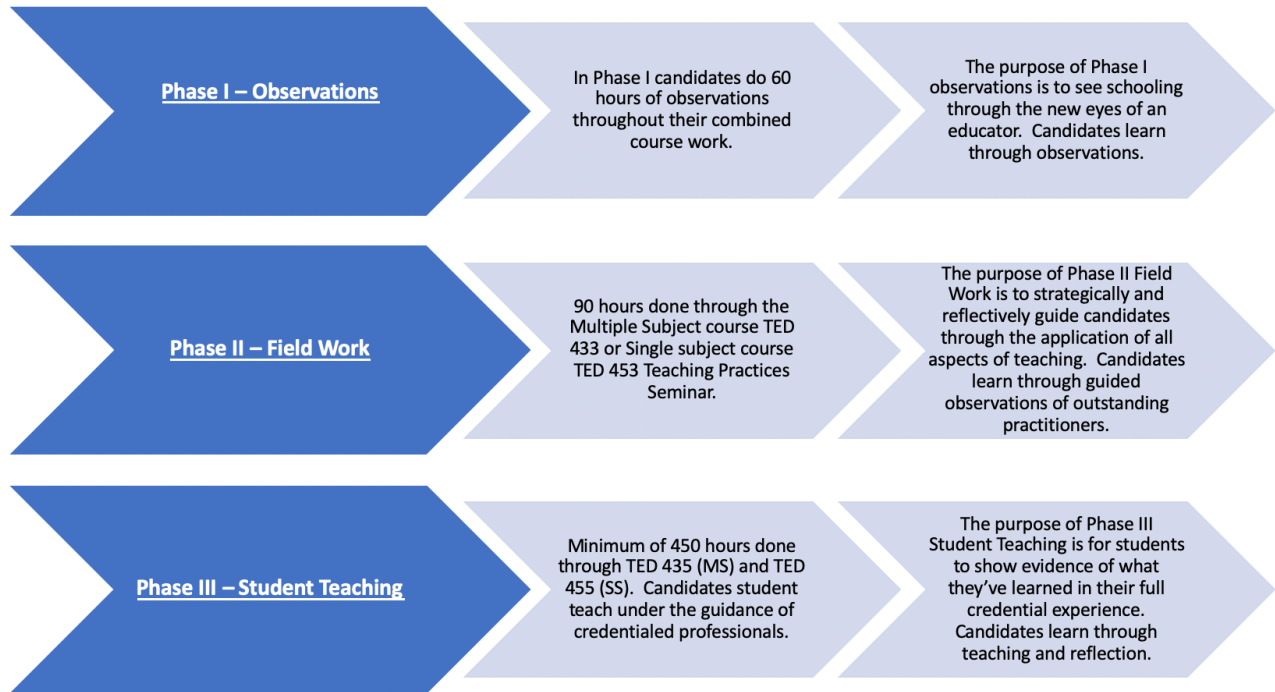 Phase I – Observations
In Phase I candidates do 60
hours of observations
throughout their combined
course work.
The purpose of Phase I
observations is to see schooling
through the new eyes of an
educator.  Candidates learn
through observations.
Phase II – Field Work
90 hours done through the
Multiple Subject course TED
433 or Single subject course
TED 453 Teaching Practices
Seminar.
The purpose of Phase II Field
Work is to strategically and
reflectively guide candidates
through the application of all
aspects of teaching.  Candidates
learn through guided
observations of outstanding
practitioners.
Phase III – Student Teaching
Minimum of 450 hours done
through TED 435 (MS) and TED
455 (SS).  Candidates student
teach under the guidance of
credentialed professionals.
The purpose of Phase III
Student Teaching is for students
to show evidence of what
they’ve learned in their full
credential experience.
Candidates learn through
teaching and reflection.